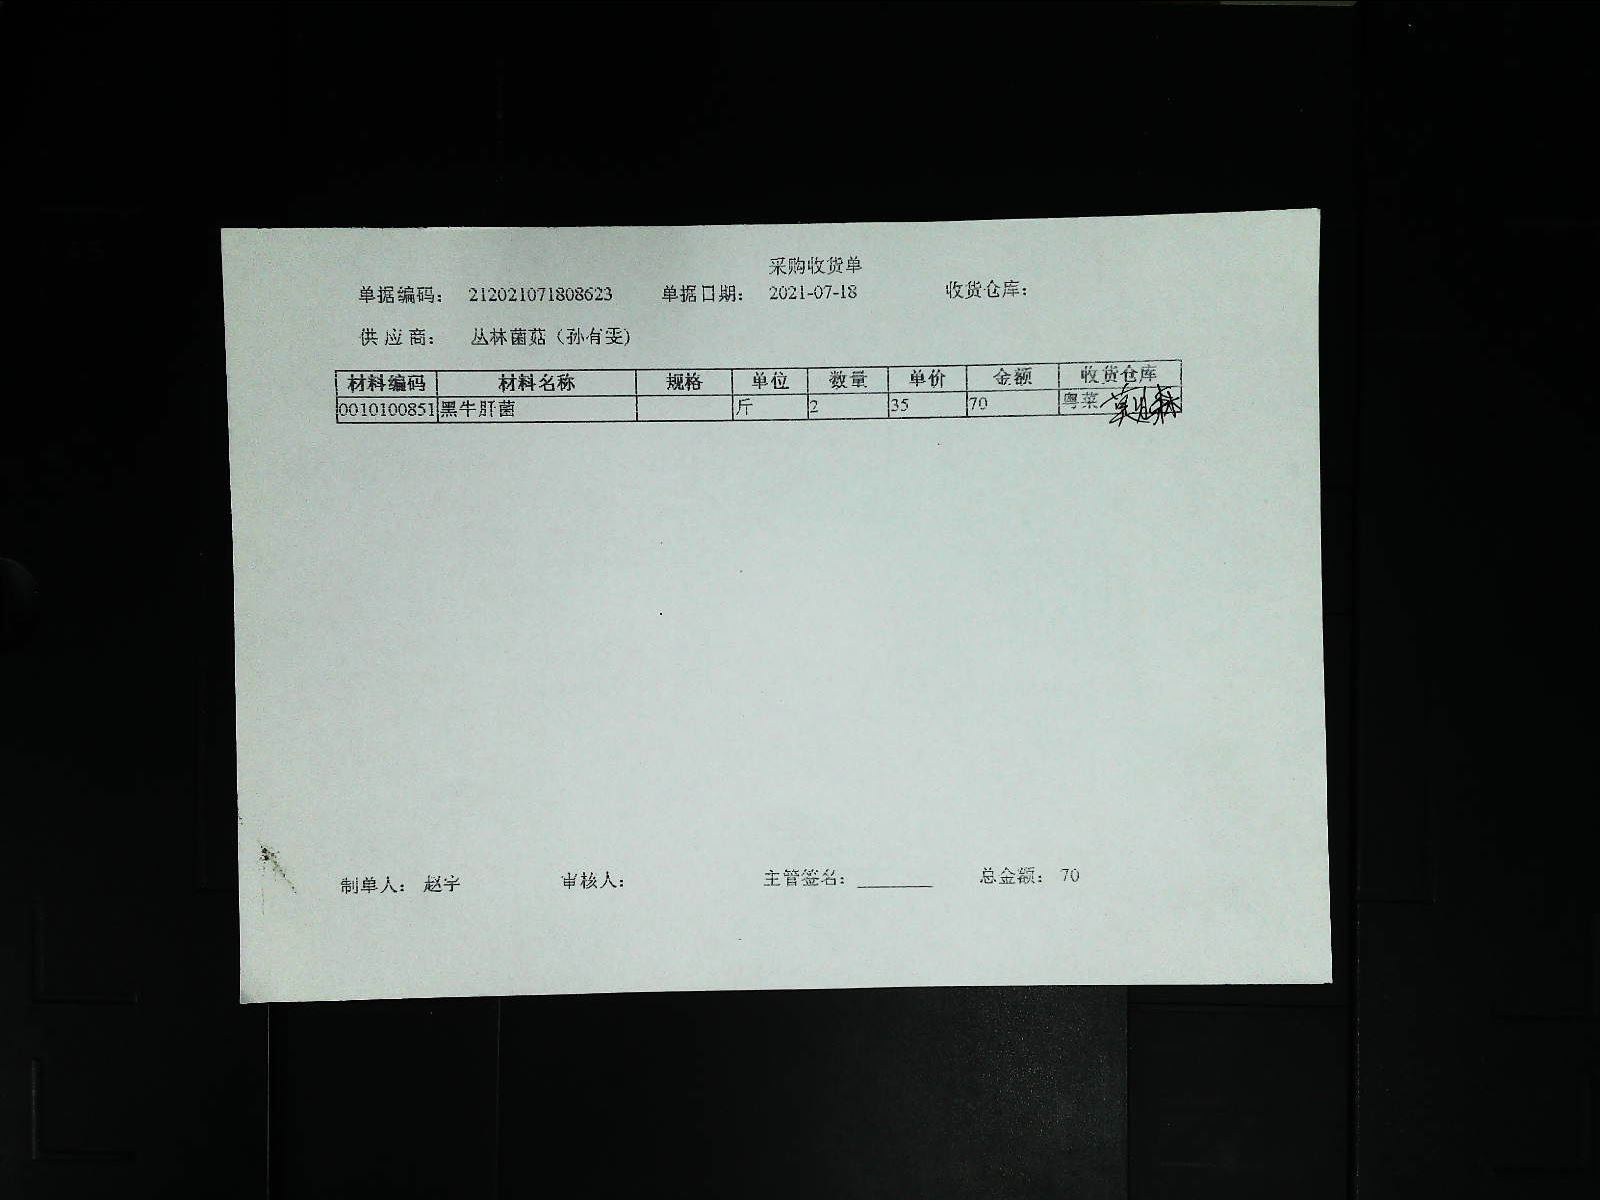 采购收货单
单据编码： 212021071808623 单据日期： 2021-07-18 收货仓库：
供 应 商： 丛林菌菇（孙有雯）
材料编码 材料名称 规格 单位 数量 单价 金额 收货仓库
0010100851 黑牛肝菌 斤 2 35 70 粤菜
制单人： 赵宇 审核人： 主管签名：________ 总金额： 70